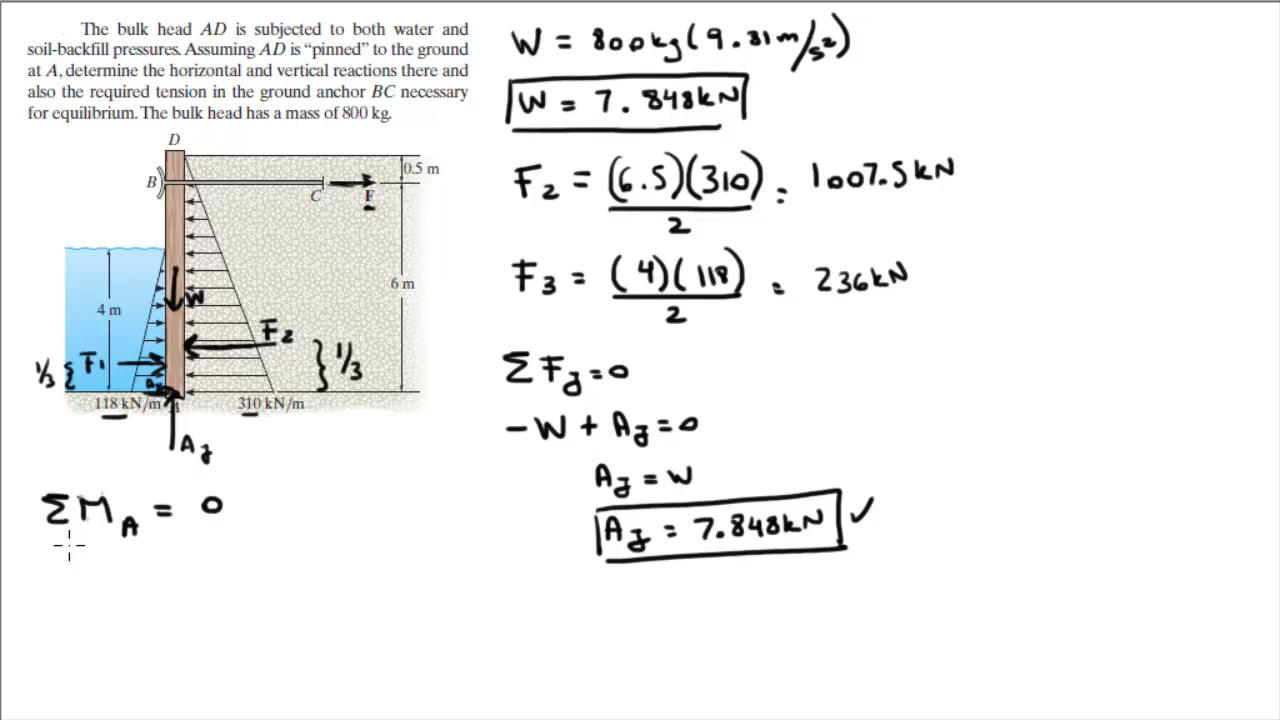 The bulk head AD is subjected to both water and
soil-backfill pressures. Assuming AD is “pinned” to the ground
at A, determine the horizontal and vertical reactions there and
also the required tension in the ground anchor BC necessary
for equilibrium. The bulk head has a mass of 800 kg.
D
0.5 m
B
C
F
W
6 m
4 m
F2
1/3
F1
1/3
118 kN/m
A
310 kN/m
Ay
ΣMA = 0
W = 800kg(9.81m/s²)
W = 7.848kN
F2 = (6.5)(310)/2 = 1007.5kN
F3 = (4)(118)/2 = 236kN
ΣFy = 0
-W + Ay = 0
Ay = W
Ay = 7.848kN ✓